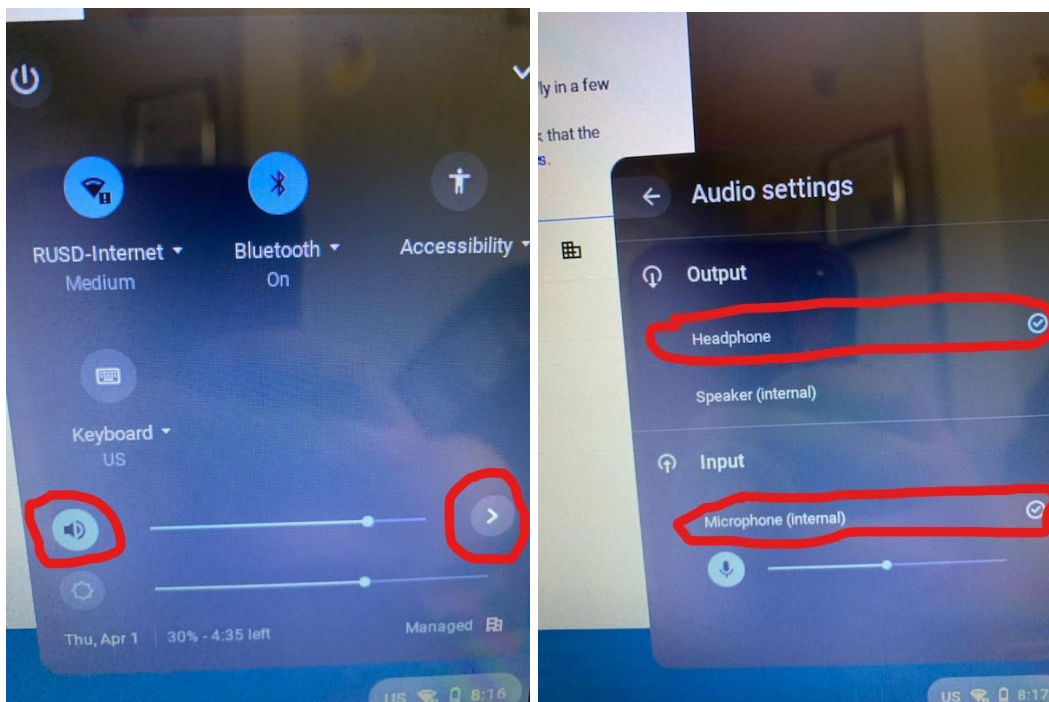 RUSD-Internet
Medium
Bluetooth
On
Accessibility
Keyboard
US
Thu, Apr 1 | 30% - 4:35 left
Managed
US 8:16
ly in a few
that the
s.
Audio settings
Output
Headphone
Speaker (internal)
Input
Microphone (internal)
US 8:17